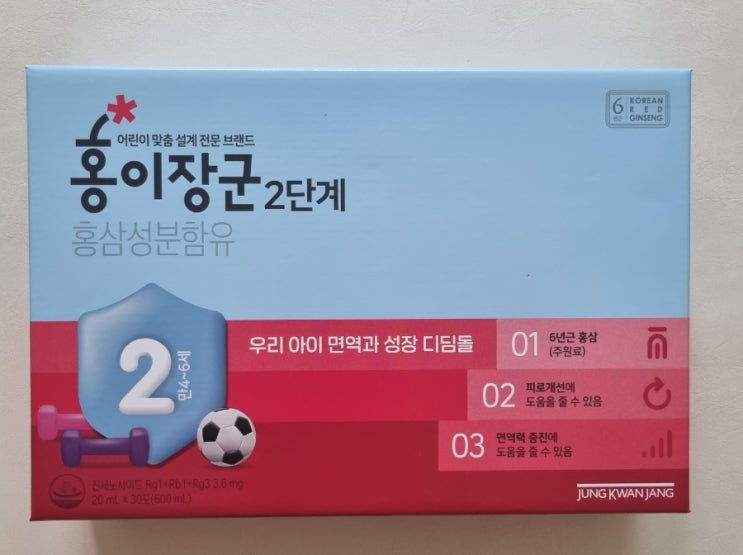 6년근 KOREAN
RED
GINSENG
어린이 맞춤 설계 전문 브랜드
홍이장군 2단계
홍삼성분함유
2 만4~6세
우리 아이 면역과 성장 디딤돌
01 6년근 홍삼
(주원료)
02 피로개선에
도움을 줄 수 있음
03 면역력 증진에
도움을 줄 수 있음
진세노사이드 Rg1+Rb1+Rg3 3.6 mg
20 mL x 30포(600 mL)
JUNG KWAN JANG